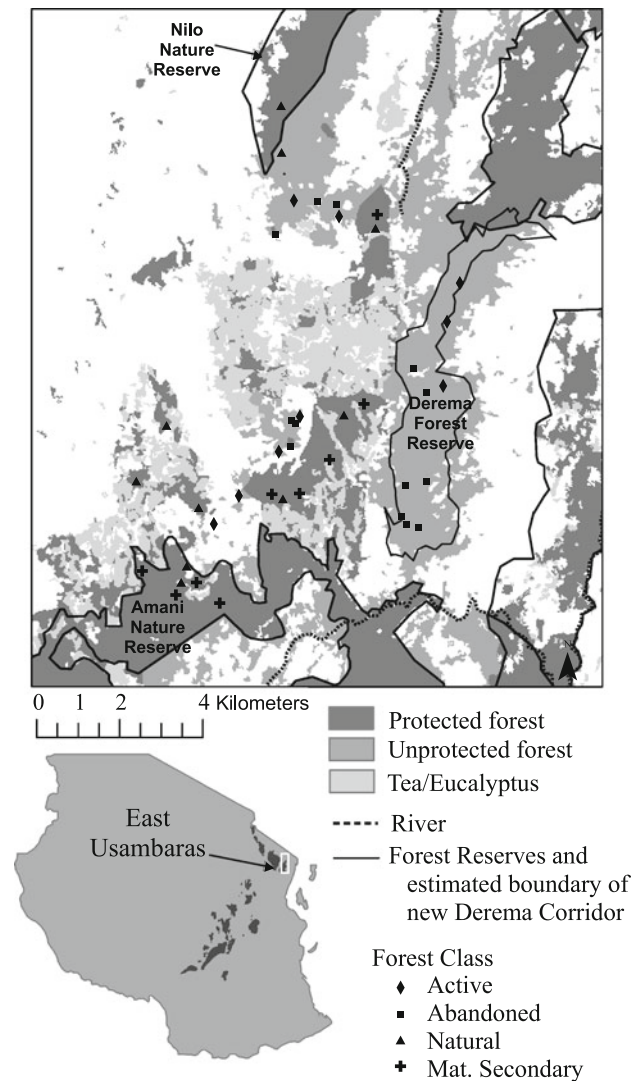 Nilo
Nature
Reserve
Derema
Forest
Reserve
Amani
Nature
Reserve
0 1 2 4 Kilometers
Protected forest
Unprotected forest
Tea/Eucalyptus
River
Forest Reserves and
estimated boundary of
new Derema Corridor
East
Usambaras
Forest Class
Active
Abandoned
Natural
Mat. Secondary